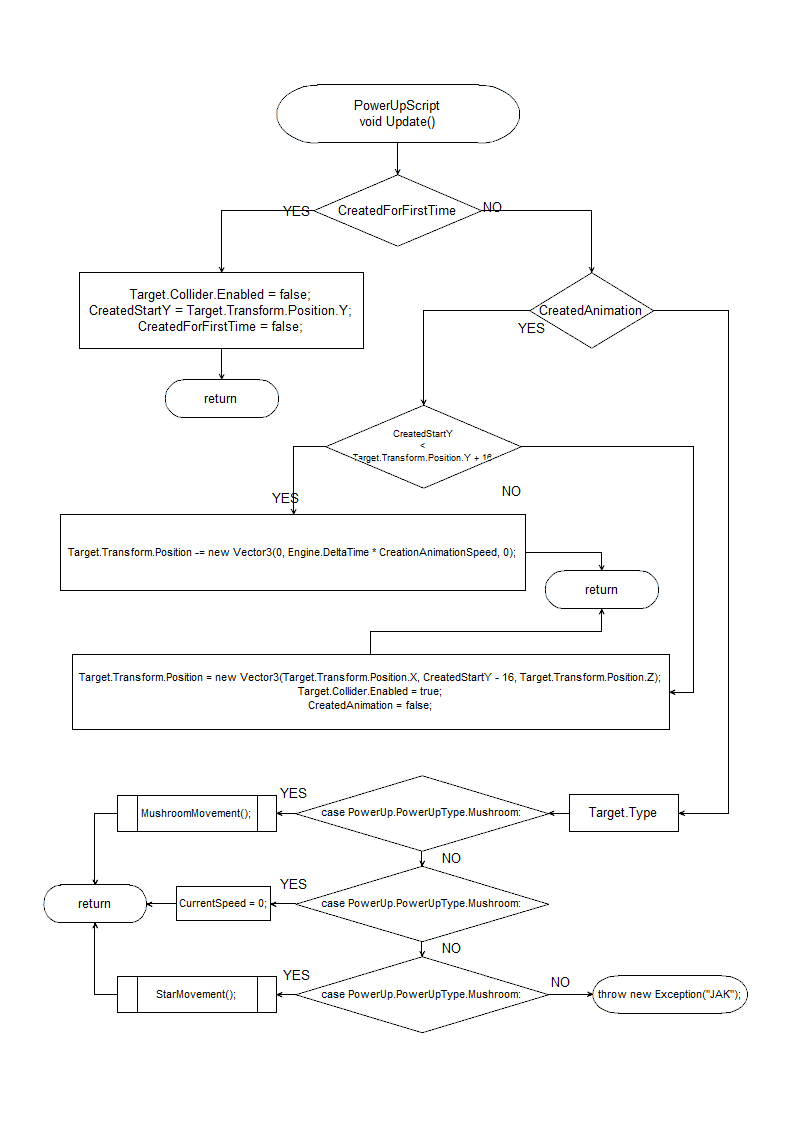 PowerUpScript
void Update()
YES
CreatedForFirstTime
NO
Target.Collider.Enabled = false;
CreatedStartY = Target.Transform.Position.Y;
CreatedForFirstTime = false;
CreatedAnimation
YES
return
CreatedStartY
<
Target.Transform.Position.Y + 16
YES
NO
Target.Transform.Position -= new Vector3(0, Engine.DeltaTime * CreationAnimationSpeed, 0);
return
Target.Transform.Position = new Vector3(Target.Transform.Position.X, CreatedStartY - 16, Target.Transform.Position.Z);
Target.Collider.Enabled = true;
CreatedAnimation = false;
YES
MushroomMovement();
case PowerUp.PowerUpType.Mushroom:
Target.Type
NO
YES
return
CurrentSpeed = 0;
case PowerUp.PowerUpType.Mushroom:
NO
YES
StarMovement();
case PowerUp.PowerUpType.Mushroom:
NO
throw new Exception("JAK");